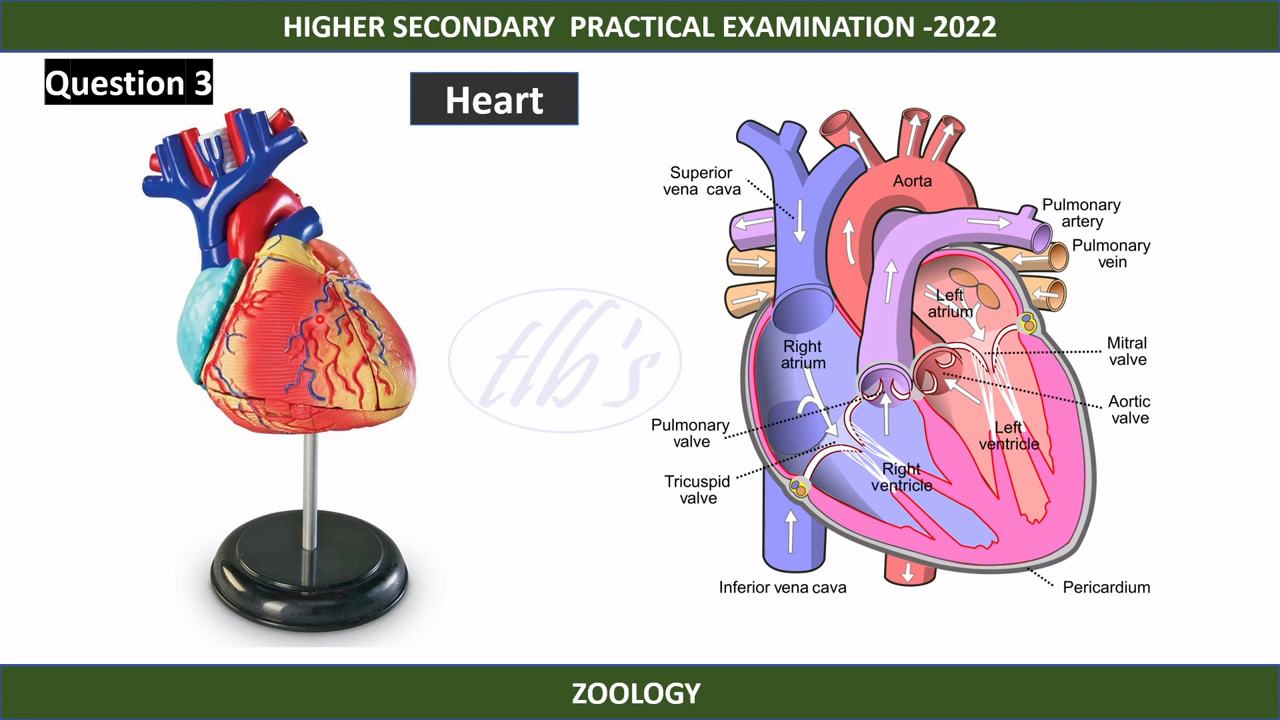 HIGHER SECONDARY PRACTICAL EXAMINATION -2022
Question 3
Heart
Superior
vena cava
Aorta
Pulmonary
artery
Pulmonary
vein
Left
atrium
Right
atrium
Mitral
valve
Aortic
valve
Pulmonary
valve
Left
ventricle
Tricuspid
valve
Right
ventricle
Inferior vena cava
Pericardium
tlb's
ZOOLOGY